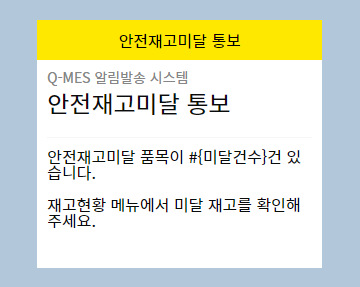 안전재고미달 통보
Q-MES 알림발송 시스템
안전재고미달 통보
안전재고미달 품목이 #{미달건수}건 있
습니다.
재고현황 메뉴에서 미달 재고를 확인해
주세요.